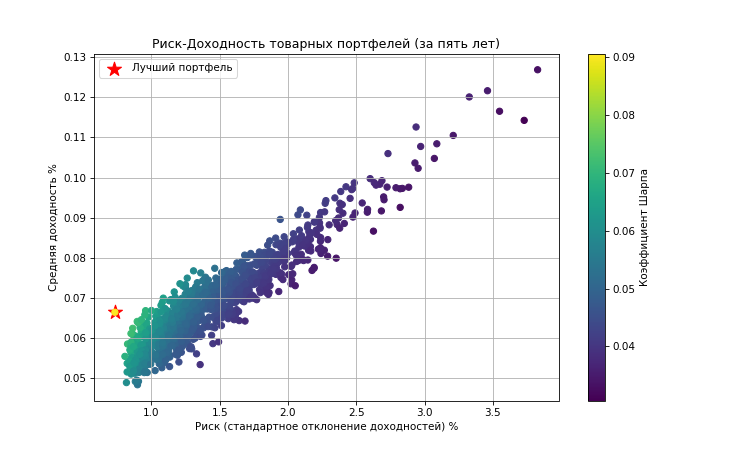 Риск-Доходность товарных портфелей (за пять лет)
Лучший портфель
Средняя доходность %
0.13
0.12
0.11
0.10
0.09
0.08
0.07
0.06
0.05
1.0 1.5 2.0 2.5 3.0 3.5
Риск (стандартное отклонение доходностей) %
0.09
0.08
0.07
0.06
0.05
0.04
Коэффициент Шарпа